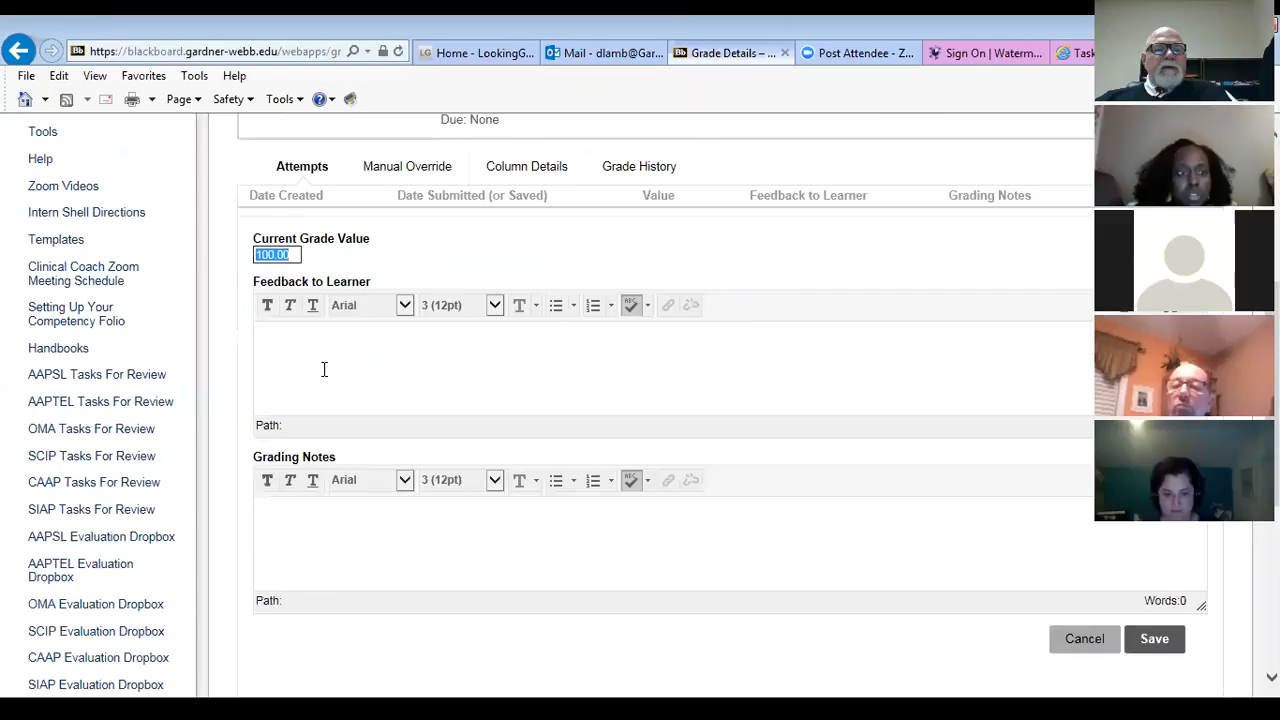 https://blackboard.gardner-webb.edu/webapps/gr
LG Home - LookingG...
Mail - dlamb@Gar...
Bb Grade Details – ...
Post Attendee - Z...
Sign On | Waterm...
Task
File Edit View Favorites Tools Help
Page Safety Tools
Due: None
Tools
Help
Zoom Videos
Intern Shell Directions
Templates
Clinical Coach Zoom
Meeting Schedule
Setting Up Your
Competency Folio
Handbooks
AAPSL Tasks For Review
AAPTEL Tasks For Review
OMA Tasks For Review
SCIP Tasks For Review
CAAP Tasks For Review
SIAP Tasks For Review
AAPSL Evaluation Dropbox
AAPTEL Evaluation
Dropbox
OMA Evaluation Dropbox
SCIP Evaluation Dropbox
CAAP Evaluation Dropbox
SIAP Evaluation Dropbox
Attempts Manual Override Column Details Grade History
Date Created Date Submitted (or Saved) Value Feedback to Learner Grading Notes
Current Grade Value
100.00
Feedback to Learner
T T T Arial 3 (12pt) T ABC
Path:
Grading Notes
T T T Arial 3 (12pt) T ABC
Path: Words:0
Cancel Save